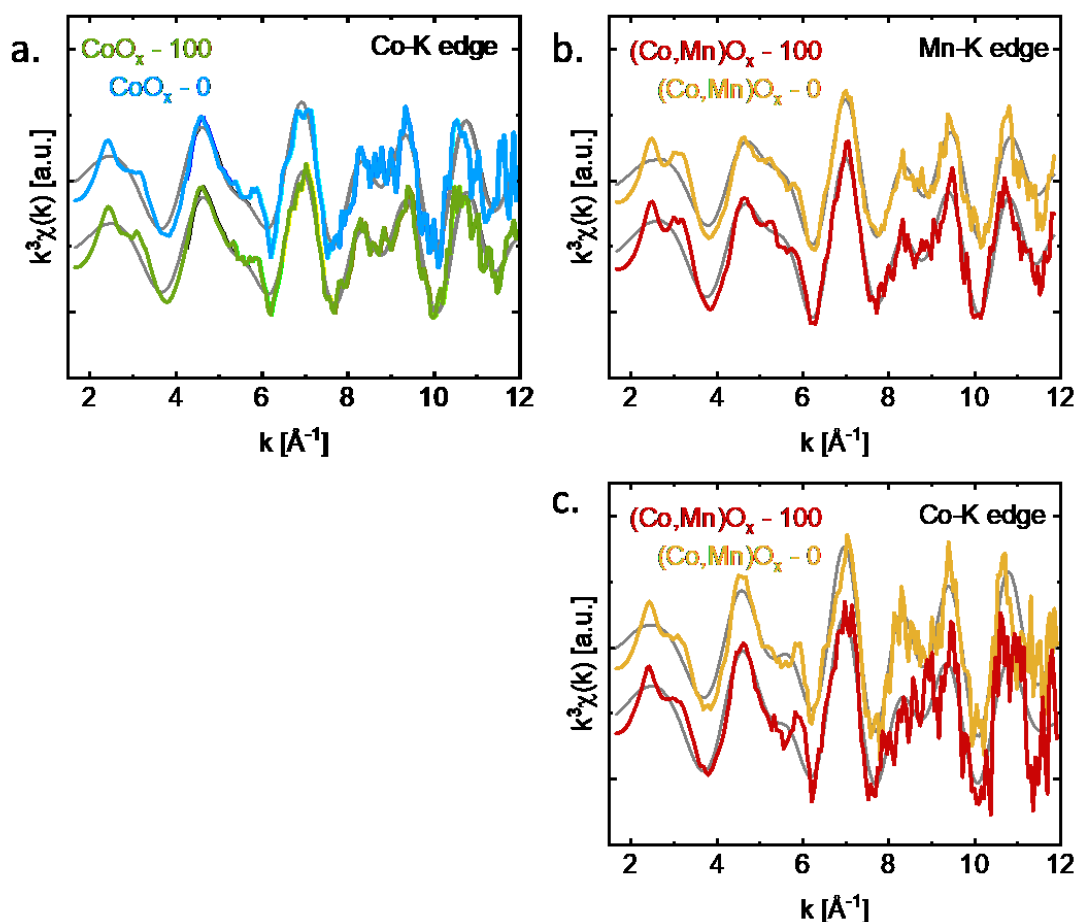 a.
CoOₓ - 100
CoOₓ - 0
Co-K edge
k³χ(k) [a.u.]
2 4 6 8 10 12
k [Å⁻¹]
b.
(Co,Mn)Oₓ - 100
(Co,Mn)Oₓ - 0
Mn-K edge
k³χ(k) [a.u.]
2 4 6 8 10 12
k [Å⁻¹]
c.
(Co,Mn)Oₓ - 100
(Co,Mn)Oₓ - 0
Co-K edge
k³χ(k) [a.u.]
2 4 6 8 10 12
k [Å⁻¹]